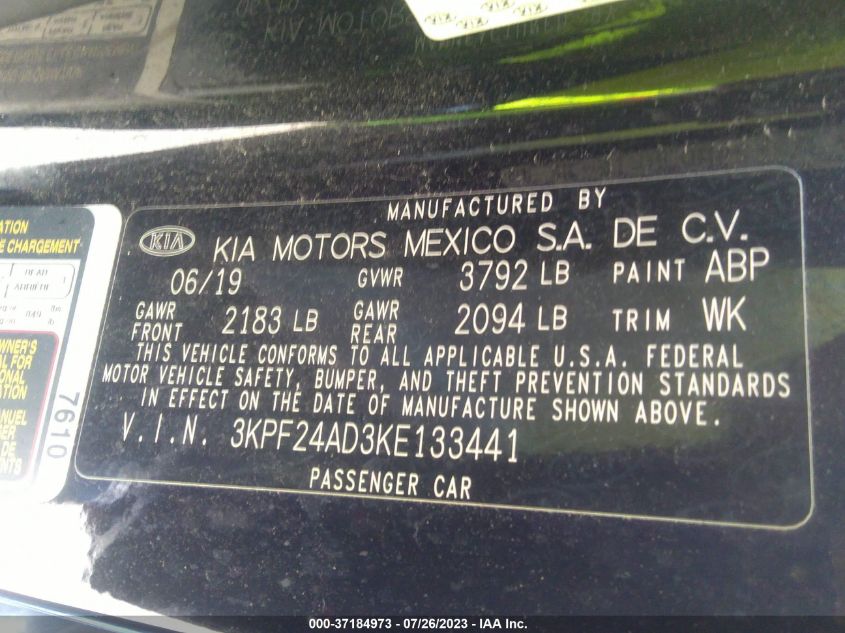 MANUFACTURED BY
KIA KIA MOTORS MEXICO S.A. DE C.V.
06/19 GVWR 3792 LB PAINT ABP
GAWR FRONT 2183 LB GAWR REAR 2094 LB TRIM WK
THIS VEHICLE CONFORMS TO ALL APPLICABLE U.S.A. FEDERAL
MOTOR VEHICLE SAFETY, BUMPER, AND THEFT PREVENTION STANDARDS
IN EFFECT ON THE DATE OF MANUFACTURE SHOWN ABOVE.
V.I.N. 3KPF24AD3KE133441
PASSENGER CAR
CHARGEMENT
7610
000-37184973 - 07/26/2023 - IAA Inc.